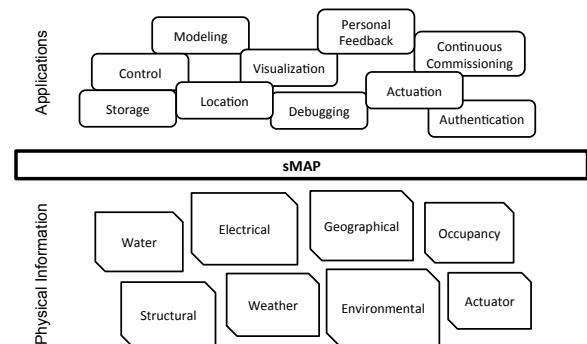 Applications
Modeling
Personal
Feedback
Continuous
Commissioning
Control
Visualization
Storage
Location
Debugging
Actuation
Authentication
sMAP
Physical Information
Water
Electrical
Geographical
Occupancy
Structural
Weather
Environmental
Actuator